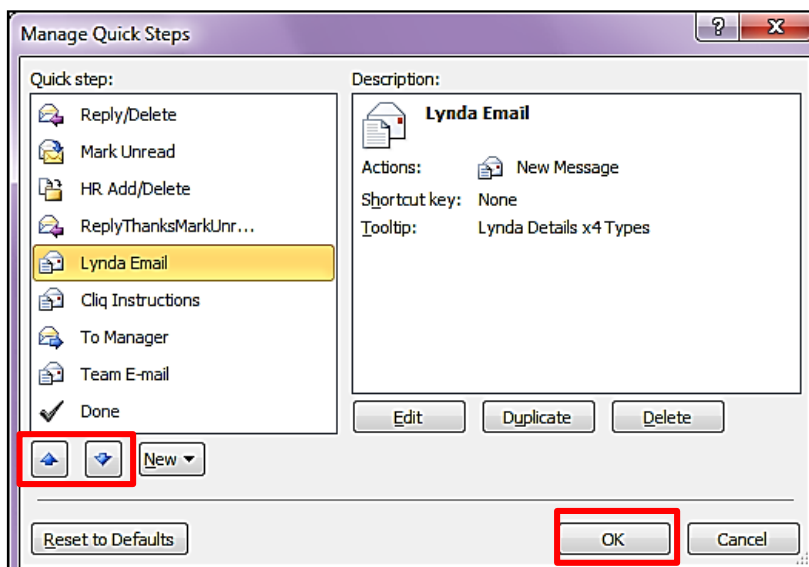 Manage Quick Steps
?
Quick step:
Reply/Delete
Mark Unread
HR Add/Delete
ReplyThanksMarkUnr...
Lynda Email
Cliq Instructions
To Manager
Team E-mail
Done
New
Reset to Defaults
Description:
Lynda Email
Actions: New Message
Shortcut key: None
Tooltip: Lynda Details x4 Types
Edit Duplicate Delete
OK Cancel